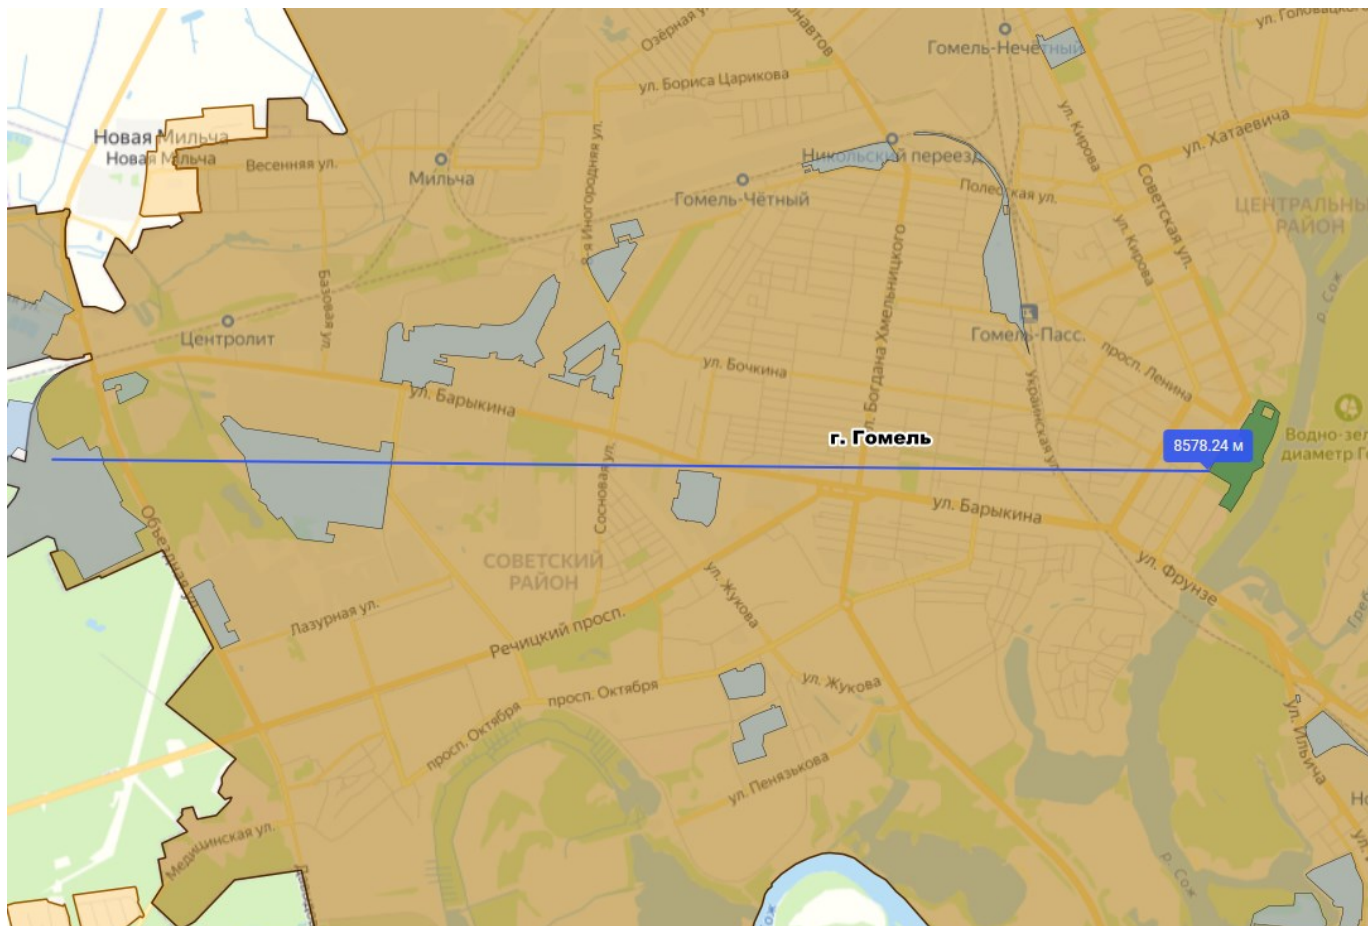 ул. Головацкого
Озёрная ул.
Гомель-Нечётный
ул. Бориса Царикова
ул. Кирова
ул. Хатаевича
Новая Мильча
Новая Мильча
Весенняя ул.
Мильча
Никольский переезд
Гомель-Чётный
Полесская ул.
Советская ул.
ЦЕНТРАЛЬНЫ
РАЙОН
ул. Кирова
р. Сож
Базовая ул.
Центролит
ул. Богдана Хмельницкого
Гомель-Пасс.
ул. Бочкина
просп. Ленина
Украинская ул.
ул. Барыкина
г. Гомель
8578.24 м
Водно-зел
диаметр Го
Сосновая ул.
ул. Барыкина
Объездная ул.
СОВЕТСКИЙ
РАЙОН
ул. Жукова
ул. Фрунзе
Лазурная ул.
Речицкий просп.
просп. Октября
ул. Жукова
просп. Октября
ул. Ильича
ул. Пенязькова
Но
Медицинская ул.
р. Сож